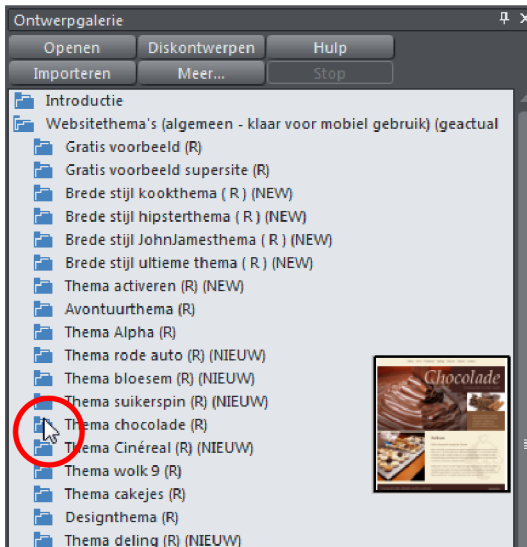 Ontwerpgalerie
Openen Diskontwerpen Hulp
Importeren Meer... Stop
Introductie
Websitethema's (algemeen - klaar voor mobiel gebruik) (geactual
Gratis voorbeeld (R)
Gratis voorbeeld supersite (R)
Brede stijl kookthema ( R ) (NEW)
Brede stijl hipsterthema ( R ) (NEW)
Brede stijl JohnJamesthema ( R ) (NEW)
Brede stijl ultieme thema ( R ) (NEW)
Thema activeren (R) (NEW)
Avontuurthema (R)
Thema Alpha (R)
Thema rode auto (R) (NIEUW)
Thema bloesem (R) (NIEUW)
Thema suikerspin (R) (NIEUW)
Chocolade
Thema chocolade (R)
Thema Cinéreal (R) (NIEUW)
Thema wolk 9 (R)
Thema cakejes (R)
Designthema (R)
Thema deling (R) (NIEUW)